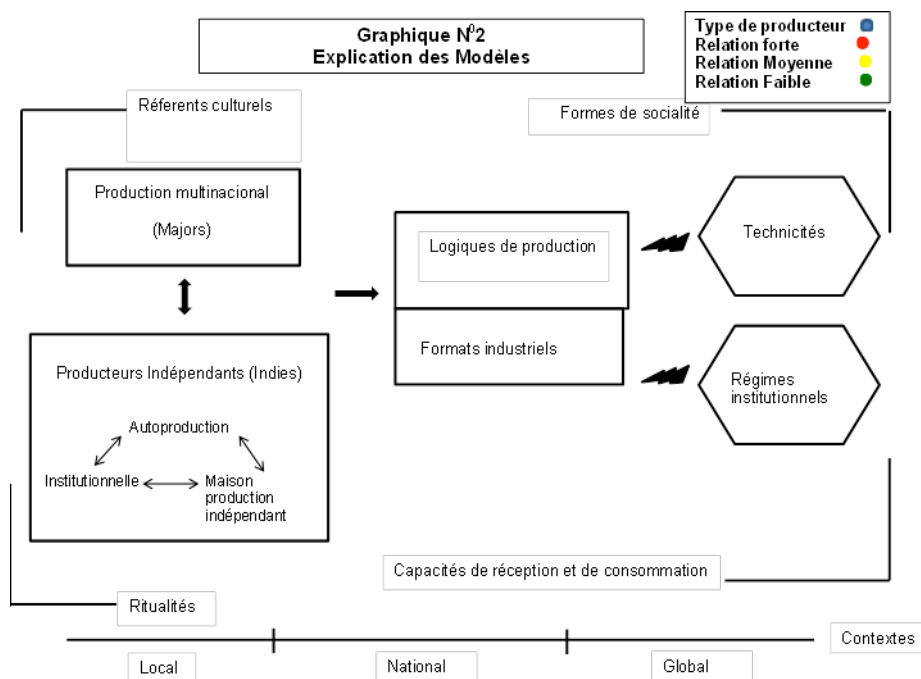 Graphique N⁰2
Explication des Modèles
Type de producteur
Relation forte
Relation Moyenne
Relation Faible
Réferents culturels
Formes de socialité
Production multinacional
(Majors)
Logiques de production
Technicités
Formats industriels
Producteurs Indépendants (Indies)
Autoproduction
Institutionnelle
Maison
production
indépendant
Régimes
institutionnels
Capacités de réception et de consommation
Ritualités
Contextes
Local
National
Global